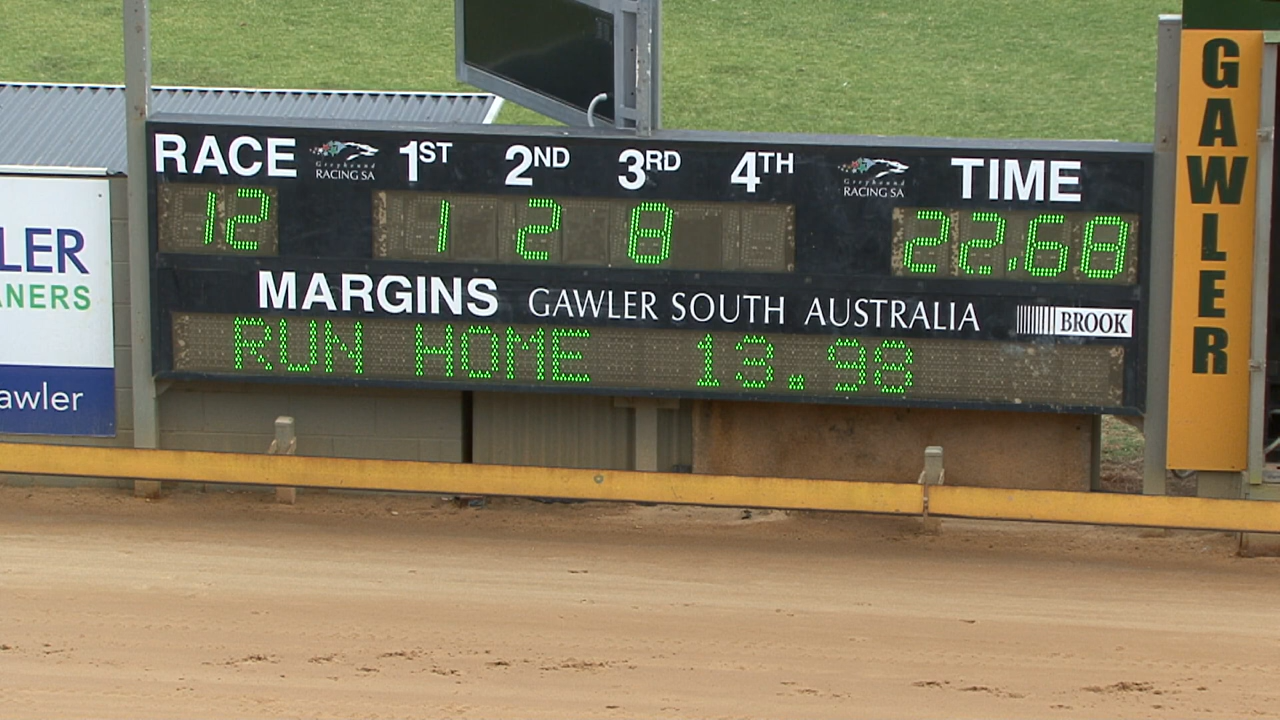 RACE Greyhound RACING SA 1ST 2ND 3RD 4TH Greyhound RACING SA TIME
12 1 2 8 22.68
MARGINS GAWLER SOUTH AUSTRALIA BROOK
RUN HOME 13.98
GAWLER
LER
ANERS
awler